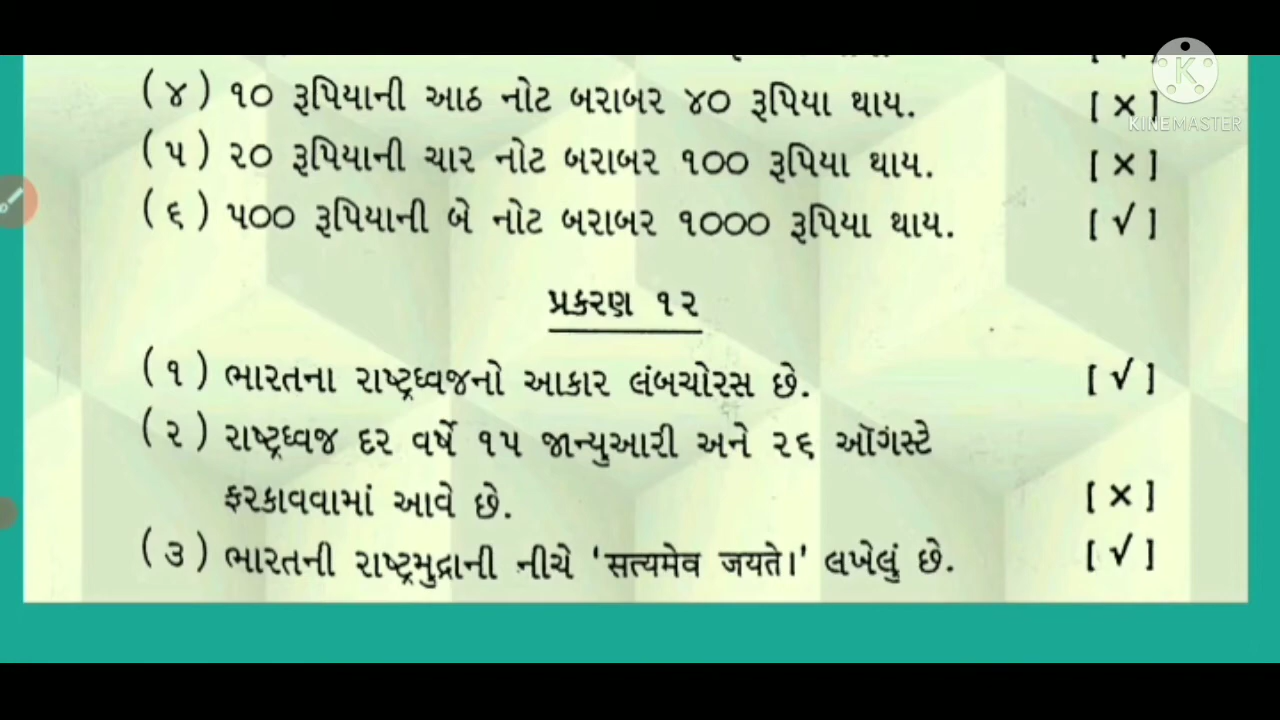 (૪) ૧૦ રૂપિયાની આઠ નોટ બરાબર ૪૦ રૂપિયા થાય. [ × ]
(૫) ૨૦ રૂપિયાની ચાર નોટ બરાબર ૧૦૦ રૂપિયા થાય. [ × ]
(૬) ૫૦૦ રૂપિયાની બે નોટ બરાબર ૧૦૦૦ રૂપિયા થાય. [ √ ]
પ્રકરણ ૧૨
(૧) ભારતના રાષ્ટ્રધ્વજનો આકાર લંબચોરસ છે. [ √ ]
(૨) રાષ્ટ્રધ્વજ દર વર્ષે ૧૫ જાન્યુઆરી અને ૨૬ ઑગસ્ટે
ફરકાવવામાં આવે છે. [ × ]
(૩) ભારતની રાષ્ટ્રમુદ્રાની નીચે ‘सत्यमेव जयते।’ લખેલું છે. [ √ ]
K
KINEMASTER